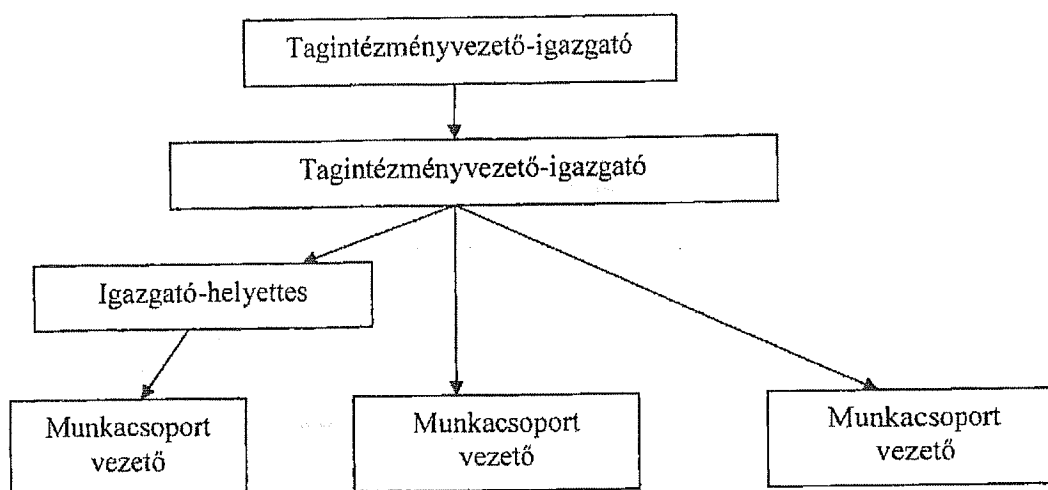 Tagintézményvezető-igazgató
Tagintézményvezető-igazgató
Igazgató-helyettes
Munkacsoport
vezető
Munkacsoport
vezető
Munkacsoport
vezető